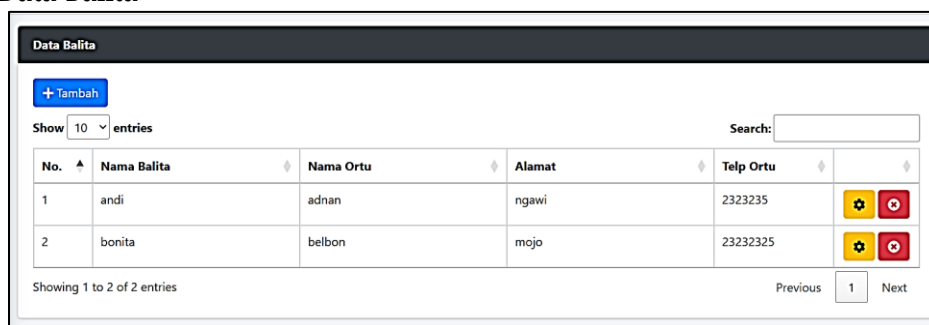 Data Balita
Data Balita
+ Tambah
Show 10 entries
Search:
No. Nama Balita Nama Ortu Alamat Telp Ortu
1 andi adnan ngawi 2323235
2 bonita belbon mojo 23232325
Showing 1 to 2 of 2 entries
Previous 1 Next